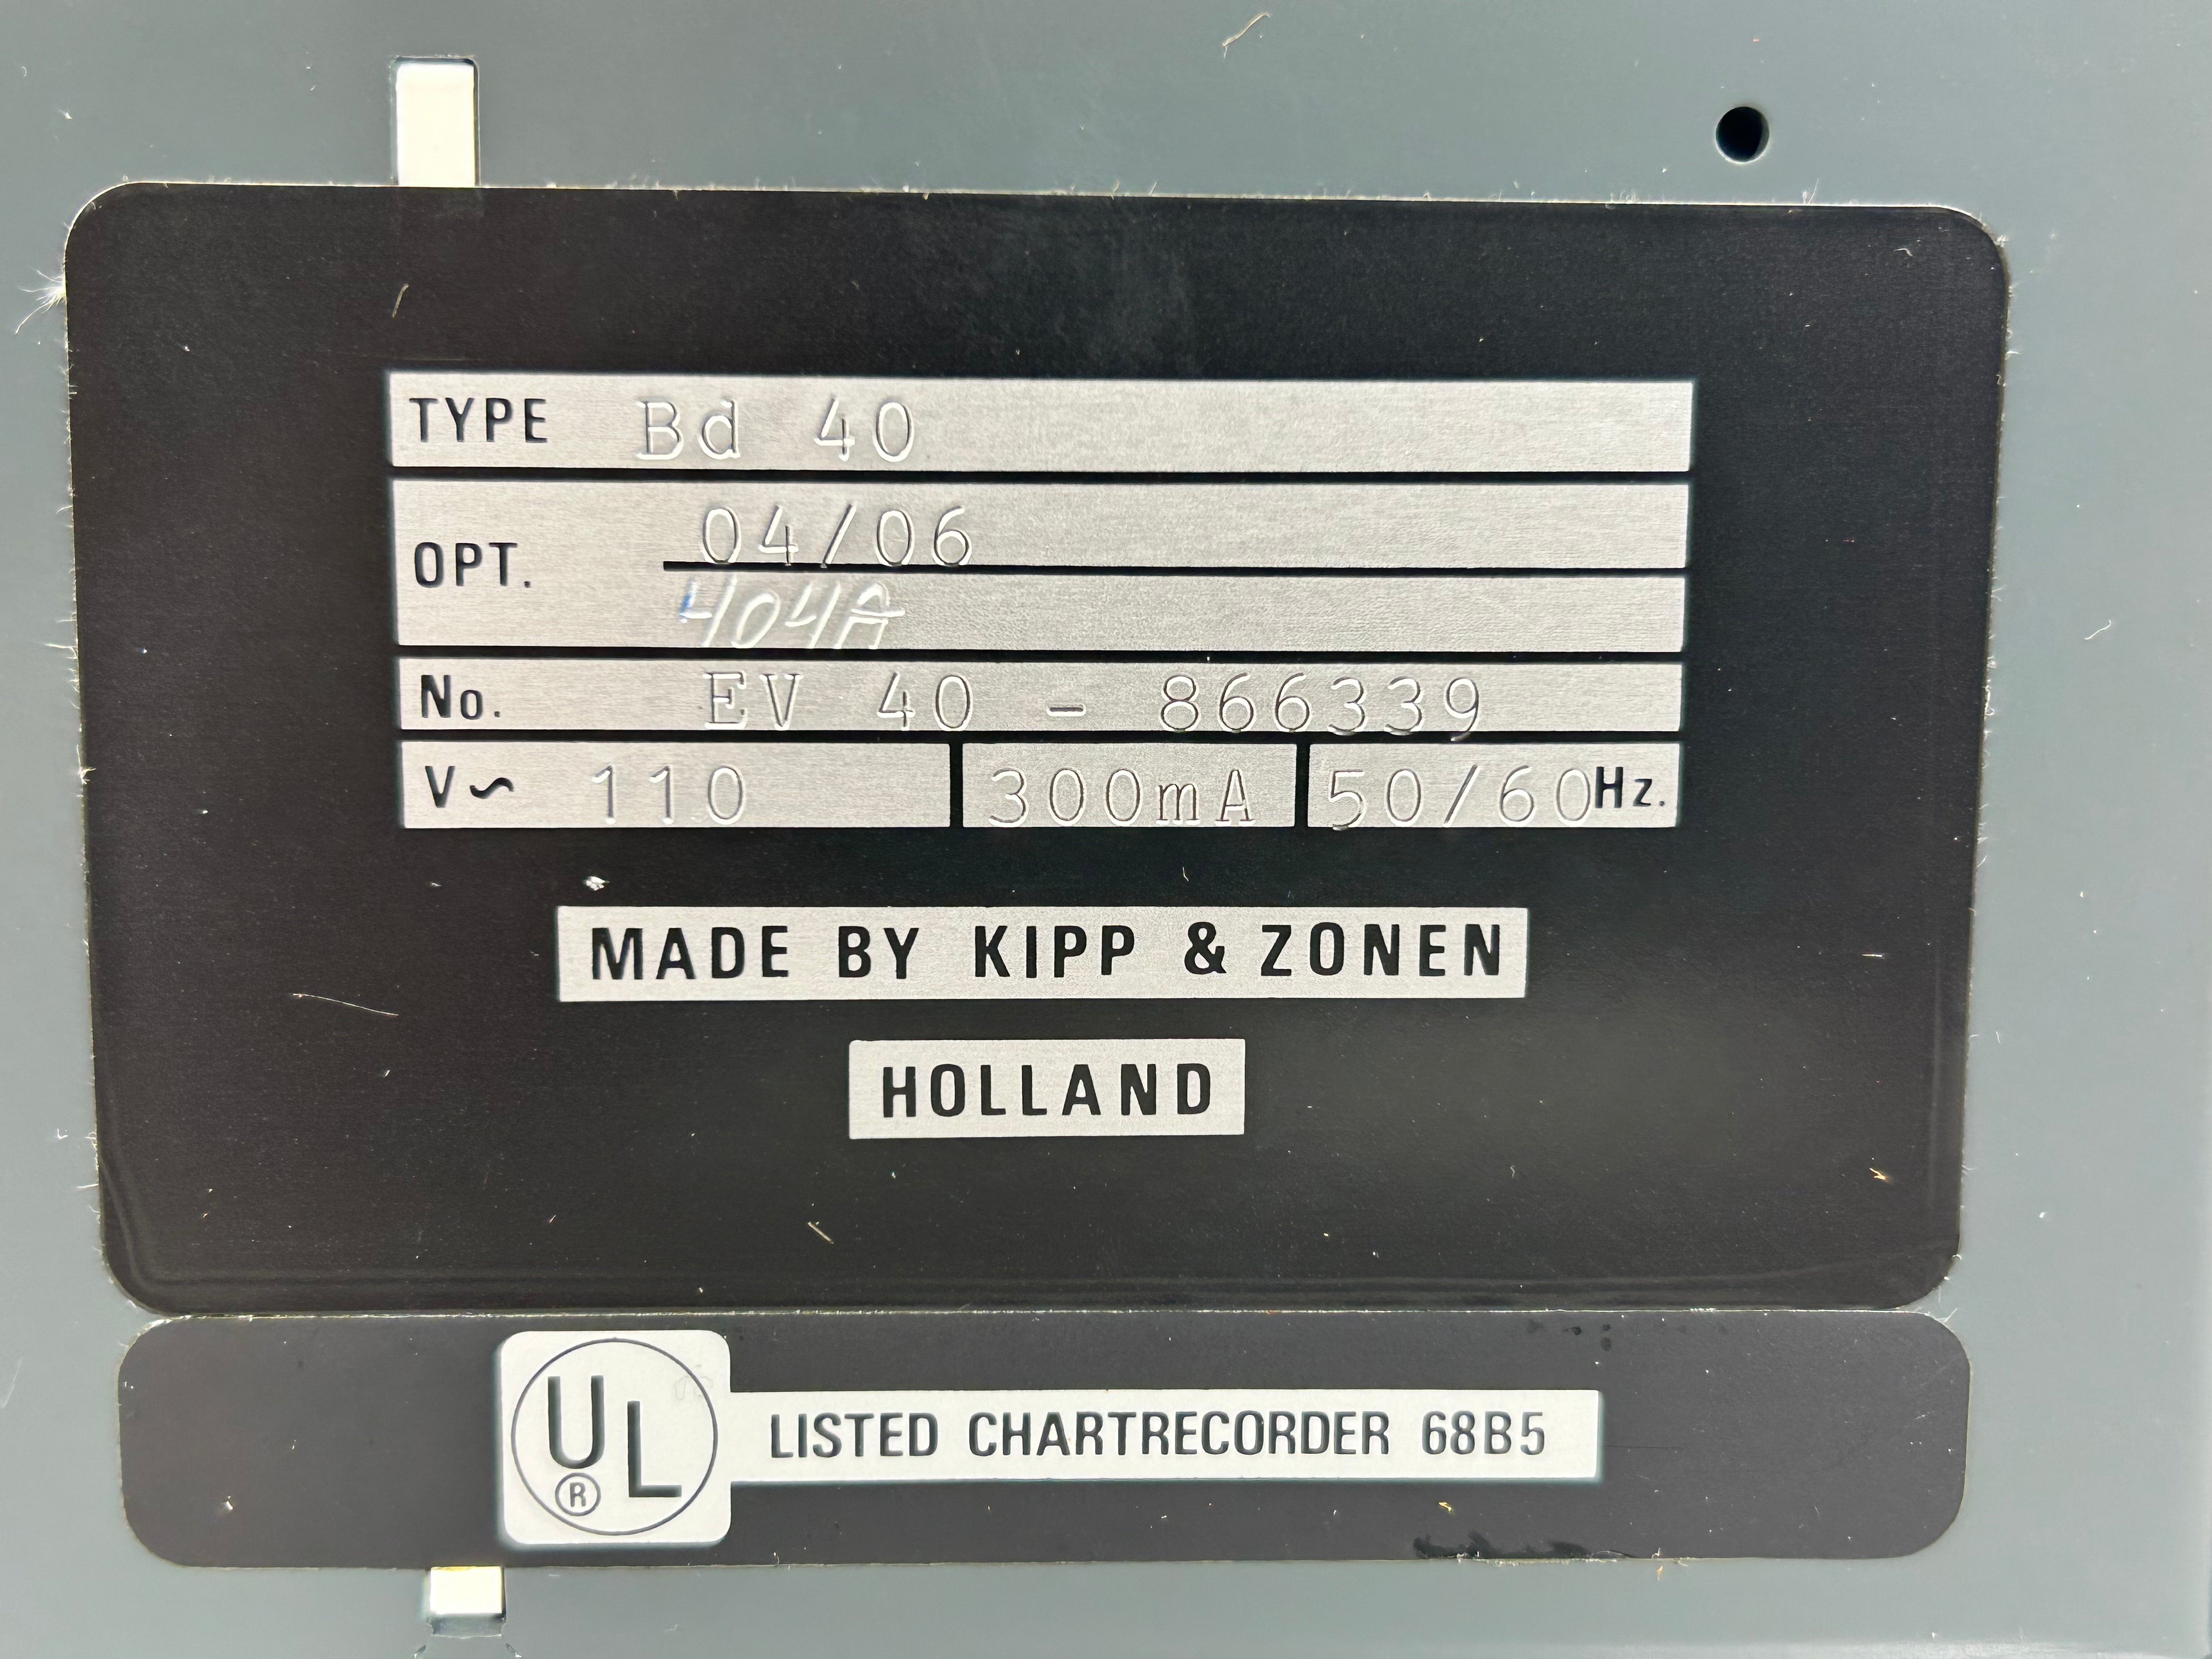 TYPE Bd 40
OPT. 04/06
404A
No. EV 40 - 866339
V~ 110 300mA 50/60Hz.
MADE BY KIPP & ZONEN
HOLLAND
UL® LISTED CHARTRECORDER 68B5